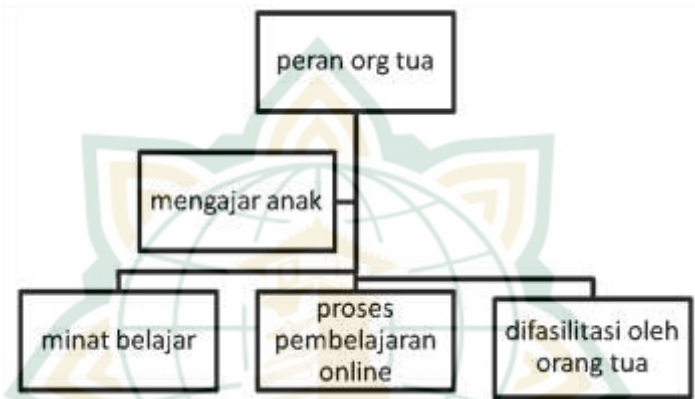 peran org tua
mengajar anak
minat belajar
proses
pembelajaran
online
difasilitasi oleh
orang tua